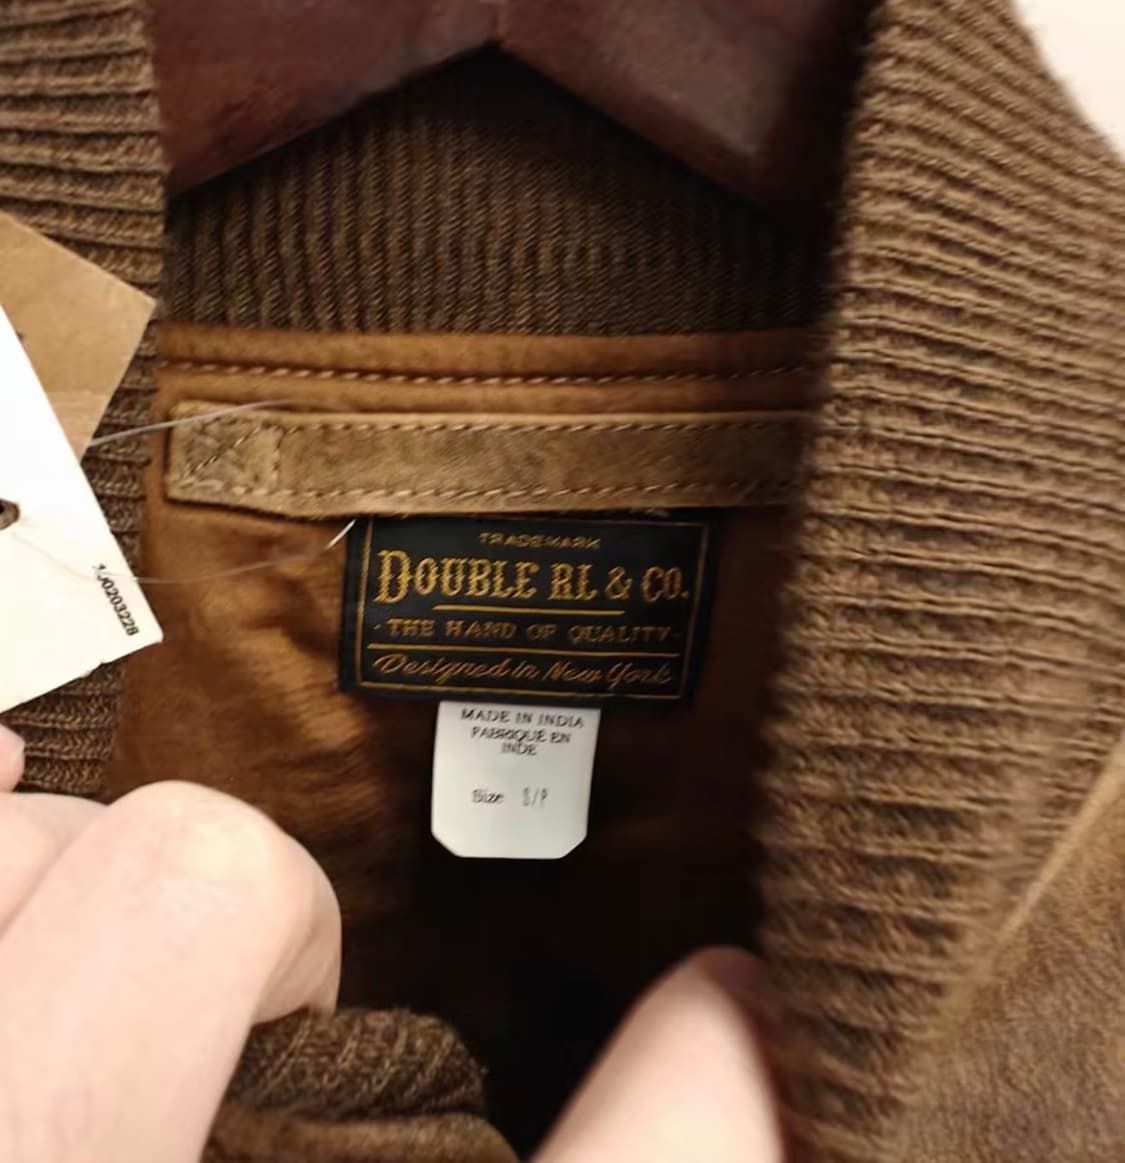 TRADEMARK
DOUBLE RL & CO.
· THE HAND OF QUALITY ·
Designed in New York
MADE IN INDIA
FABRIQUÉ EN
INDE
Size S/P